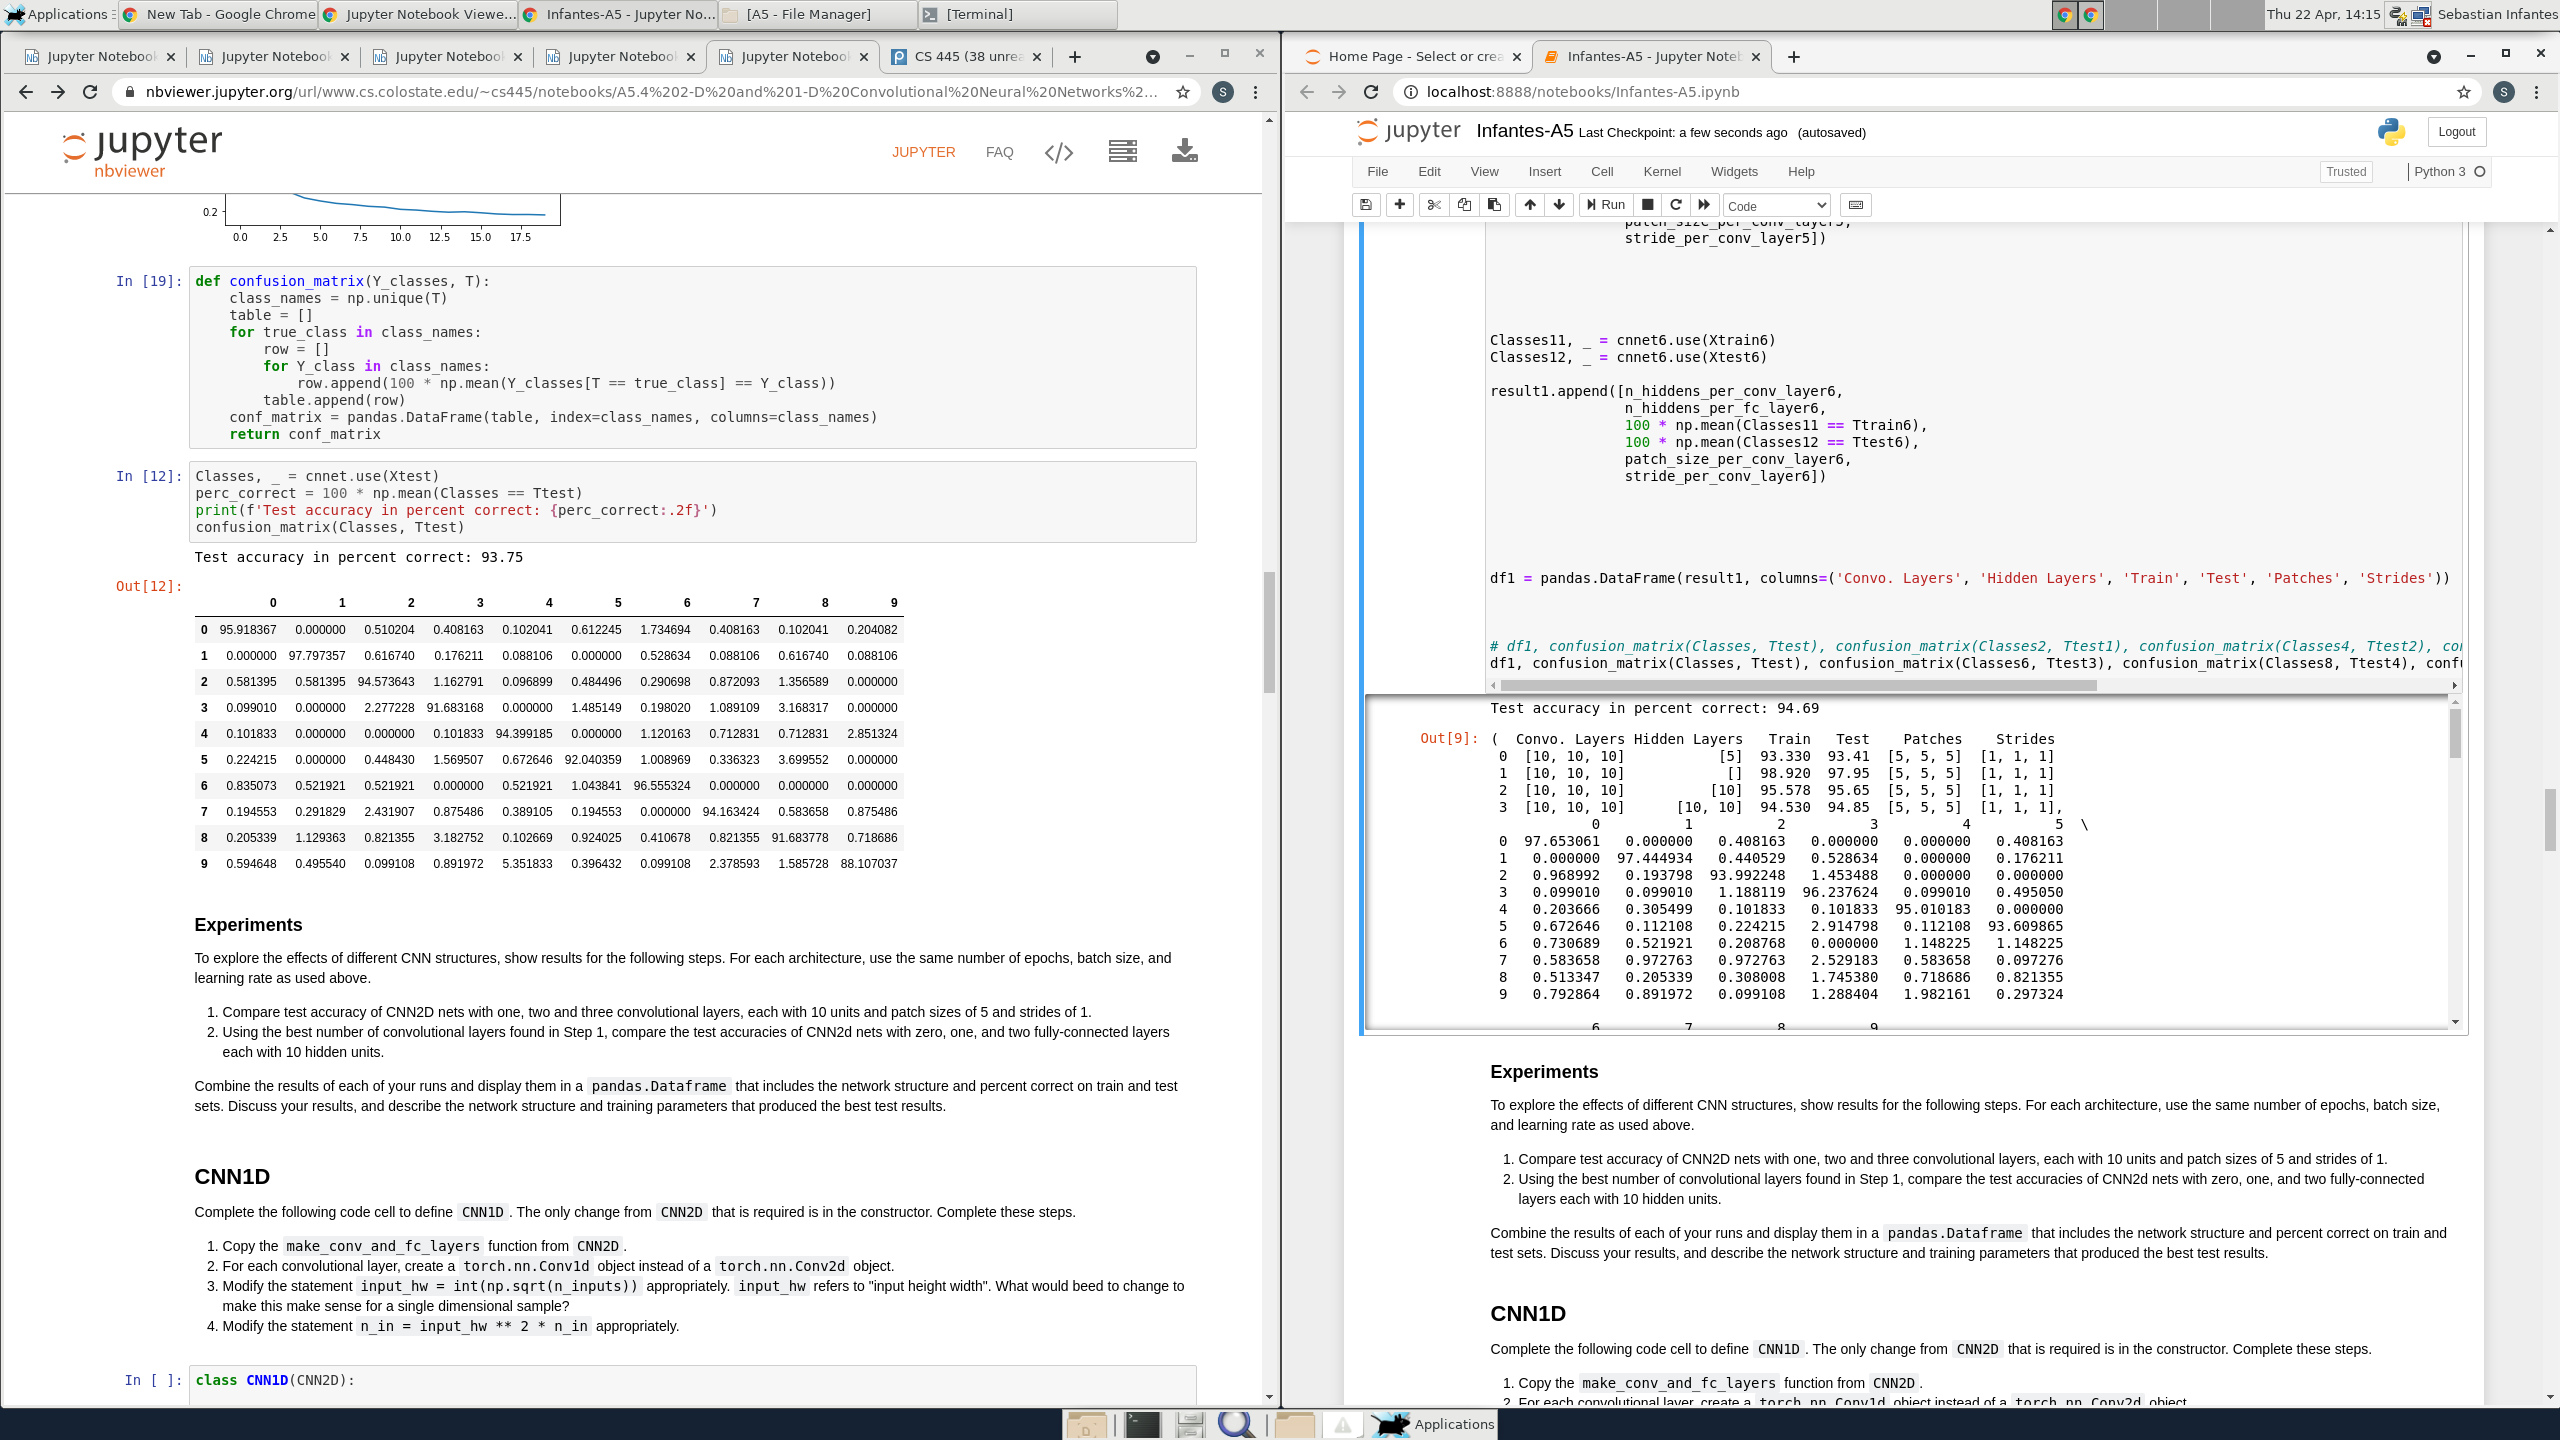 Applications
New Tab - Google Chrome
Jupyter Notebook Viewe...
Infantes-A5 - Jupyter No...
[A5 - File Manager]
[Terminal]
Thu 22 Apr, 14:15
Sebastian Infantes
Jupyter Notebook
Jupyter Notebook
Jupyter Notebook
Jupyter Notebook
Jupyter Notebook
CS 445 (38 unrea
nbviewer.jupyter.org/url/www.cs.colostate.edu/~cs445/notebooks/A5.4%202-D%20and%201-D%20Convolutional%20Neural%20Networks%2...
S
jupyter
nbviewer
JUPYTER
FAQ
</>
0.2
0.0 2.5 5.0 7.5 10.0 12.5 15.0 17.5
In [19]:
def confusion_matrix(Y_classes, T):
class_names = np.unique(T)
table = []
for true_class in class_names:
row = []
for Y_class in class_names:
row.append(100 * np.mean(Y_classes[T == true_class] == Y_class))
table.append(row)
conf_matrix = pandas.DataFrame(table, index=class_names, columns=class_names)
return conf_matrix
In [12]:
Classes, _ = cnnet.use(Xtest)
perc_correct = 100 * np.mean(Classes == Ttest)
print(f'Test accuracy in percent correct: {perc_correct:.2f}')
confusion_matrix(Classes, Ttest)
Test accuracy in percent correct: 93.75
Out[12]:
0 1 2 3 4 5 6 7 8 9
0 95.918367 0.000000 0.510204 0.408163 0.102041 0.612245 1.734694 0.408163 0.102041 0.204082
1 0.000000 97.797357 0.616740 0.176211 0.088106 0.000000 0.528634 0.088106 0.616740 0.088106
2 0.581395 0.581395 94.573643 1.162791 0.096899 0.484496 0.290698 0.872093 1.356589 0.000000
3 0.099010 0.000000 2.277228 91.683168 0.000000 1.485149 0.198020 1.089109 3.168317 0.000000
4 0.101833 0.000000 0.000000 0.101833 94.399185 0.000000 1.120163 0.712831 0.712831 2.851324
5 0.224215 0.000000 0.448430 1.569507 0.672646 92.040359 1.008969 0.336323 3.699552 0.000000
6 0.835073 0.521921 0.521921 0.000000 0.521921 1.043841 96.555324 0.000000 0.000000 0.000000
7 0.194553 0.291829 2.431907 0.875486 0.389105 0.194553 0.000000 94.163424 0.583658 0.875486
8 0.205339 1.129363 0.821355 3.182752 0.102669 0.924025 0.410678 0.821355 91.683778 0.718686
9 0.594648 0.495540 0.099108 0.891972 5.351833 0.396432 0.099108 2.378593 1.585728 88.107037
Experiments
To explore the effects of different CNN structures, show results for the following steps. For each architecture, use the same number of epochs, batch size, and
learning rate as used above.
1. Compare test accuracy of CNN2D nets with one, two and three convolutional layers, each with 10 units and patch sizes of 5 and strides of 1.
2. Using the best number of convolutional layers found in Step 1, compare the test accuracies of CNN2d nets with zero, one, and two fully-connected layers
each with 10 hidden units.
Combine the results of each of your runs and display them in a pandas.Dataframe that includes the network structure and percent correct on train and test
sets. Discuss your results, and describe the network structure and training parameters that produced the best test results.
CNN1D
Complete the following code cell to define CNN1D. The only change from CNN2D that is required is in the constructor. Complete these steps.
1. Copy the make_conv_and_fc_layers function from CNN2D.
2. For each convolutional layer, create a torch.nn.Conv1d object instead of a torch.nn.Conv2d object.
3. Modify the statement input_hw = int(np.sqrt(n_inputs)) appropriately. input_hw refers to "input height width". What would beed to change to
make this make sense for a single dimensional sample?
4. Modify the statement n_in = input_hw ** 2 * n_in appropriately.
In [ ]:
class CNN1D(CNN2D):
Home Page - Select or crea
Infantes-A5 - Jupyter Noteb
localhost:8888/notebooks/Infantes-A5.ipynb
S
jupyter
Infantes-A5 Last Checkpoint: a few seconds ago (autosaved)
Logout
File Edit View Insert Cell Kernel Widgets Help
Trusted
Python 3
Run
Code
patch_size_per_conv_layer5,
stride_per_conv_layer5])
Classes11, _ = cnnet6.use(Xtrain6)
Classes12, _ = cnnet6.use(Xtest6)
result1.append([n_hiddens_per_conv_layer6,
n_hiddens_per_fc_layer6,
100 * np.mean(Classes11 == Ttrain6),
100 * np.mean(Classes12 == Ttest6),
patch_size_per_conv_layer6,
stride_per_conv_layer6])
df1 = pandas.DataFrame(result1, columns=('Convo. Layers', 'Hidden Layers', 'Train', 'Test', 'Patches', 'Strides'))
# df1, confusion_matrix(Classes, Ttest), confusion_matrix(Classes2, Ttest1), confusion_matrix(Classes4, Ttest2), con
df1, confusion_matrix(Classes, Ttest), confusion_matrix(Classes6, Ttest3), confusion_matrix(Classes8, Ttest4), confu
Test accuracy in percent correct: 94.69
Out[9]:
( Convo. Layers Hidden Layers Train Test Patches Strides
0 [10, 10, 10] [5] 93.330 93.41 [5, 5, 5] [1, 1, 1]
1 [10, 10, 10] [] 98.920 97.95 [5, 5, 5] [1, 1, 1]
2 [10, 10, 10] [10] 95.578 95.65 [5, 5, 5] [1, 1, 1]
3 [10, 10, 10] [10, 10] 94.530 94.85 [5, 5, 5] [1, 1, 1],
0 1 2 3 4 5 \
0 97.653061 0.000000 0.408163 0.000000 0.000000 0.408163
1 0.000000 97.444934 0.440529 0.528634 0.000000 0.176211
2 0.968992 0.193798 93.992248 1.453488 0.000000 0.000000
3 0.099010 0.099010 1.188119 96.237624 0.099010 0.495050
4 0.203666 0.305499 0.101833 0.101833 95.010183 0.000000
5 0.672646 0.112108 0.224215 2.914798 0.112108 93.609865
6 0.730689 0.521921 0.208768 0.000000 1.148225 1.148225
7 0.583658 0.972763 0.972763 2.529183 0.583658 0.097276
8 0.513347 0.205339 0.308008 1.745380 0.718686 0.821355
9 0.792864 0.891972 0.099108 1.288404 1.982161 0.297324
6 7 8 9
Experiments
To explore the effects of different CNN structures, show results for the following steps. For each architecture, use the same number of epochs, batch size,
and learning rate as used above.
1. Compare test accuracy of CNN2D nets with one, two and three convolutional layers, each with 10 units and patch sizes of 5 and strides of 1.
2. Using the best number of convolutional layers found in Step 1, compare the test accuracies of CNN2d nets with zero, one, and two fully-connected
layers each with 10 hidden units.
Combine the results of each of your runs and display them in a pandas.Dataframe that includes the network structure and percent correct on train and
test sets. Discuss your results, and describe the network structure and training parameters that produced the best test results.
CNN1D
Complete the following code cell to define CNN1D. The only change from CNN2D that is required is in the constructor. Complete these steps.
1. Copy the make_conv_and_fc_layers function from CNN2D.
2. For each convolutional layer, create a torch.nn.Conv1d object instead of a torch.nn.Conv2d object.
Applications